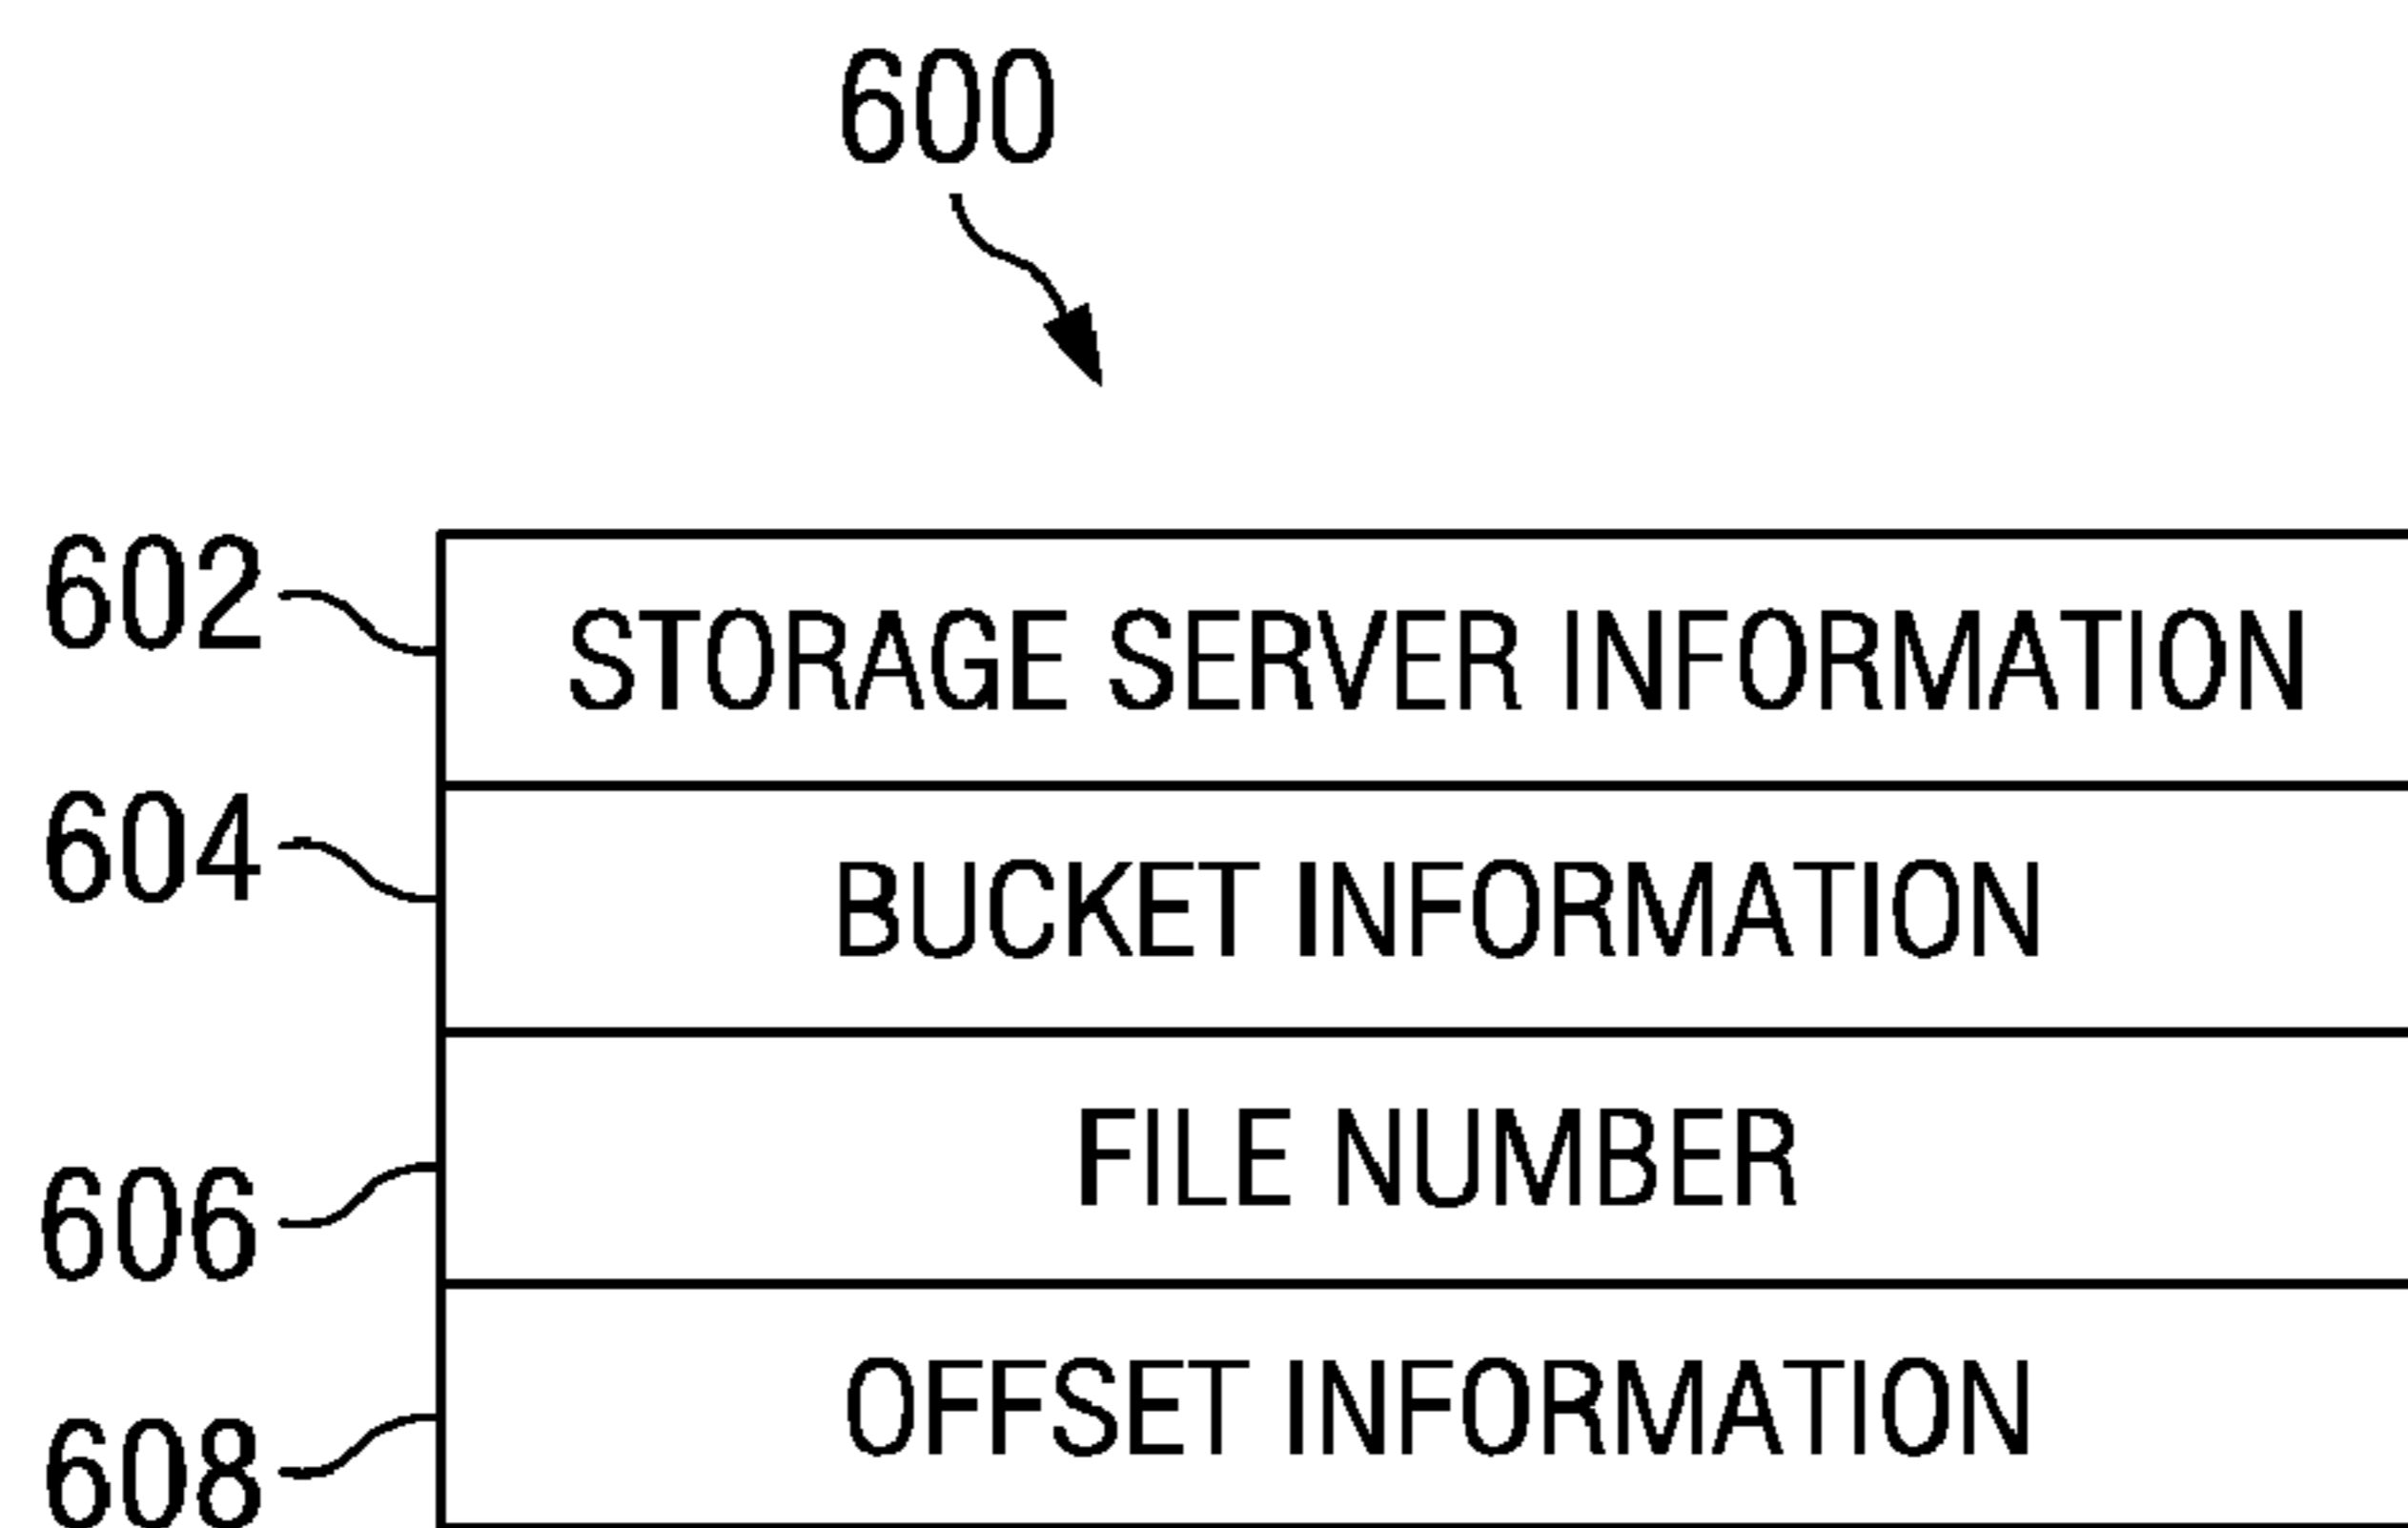 600
602 STORAGE SERVER INFORMATION
604 BUCKET INFORMATION
606 FILE NUMBER
608 OFFSET INFORMATION